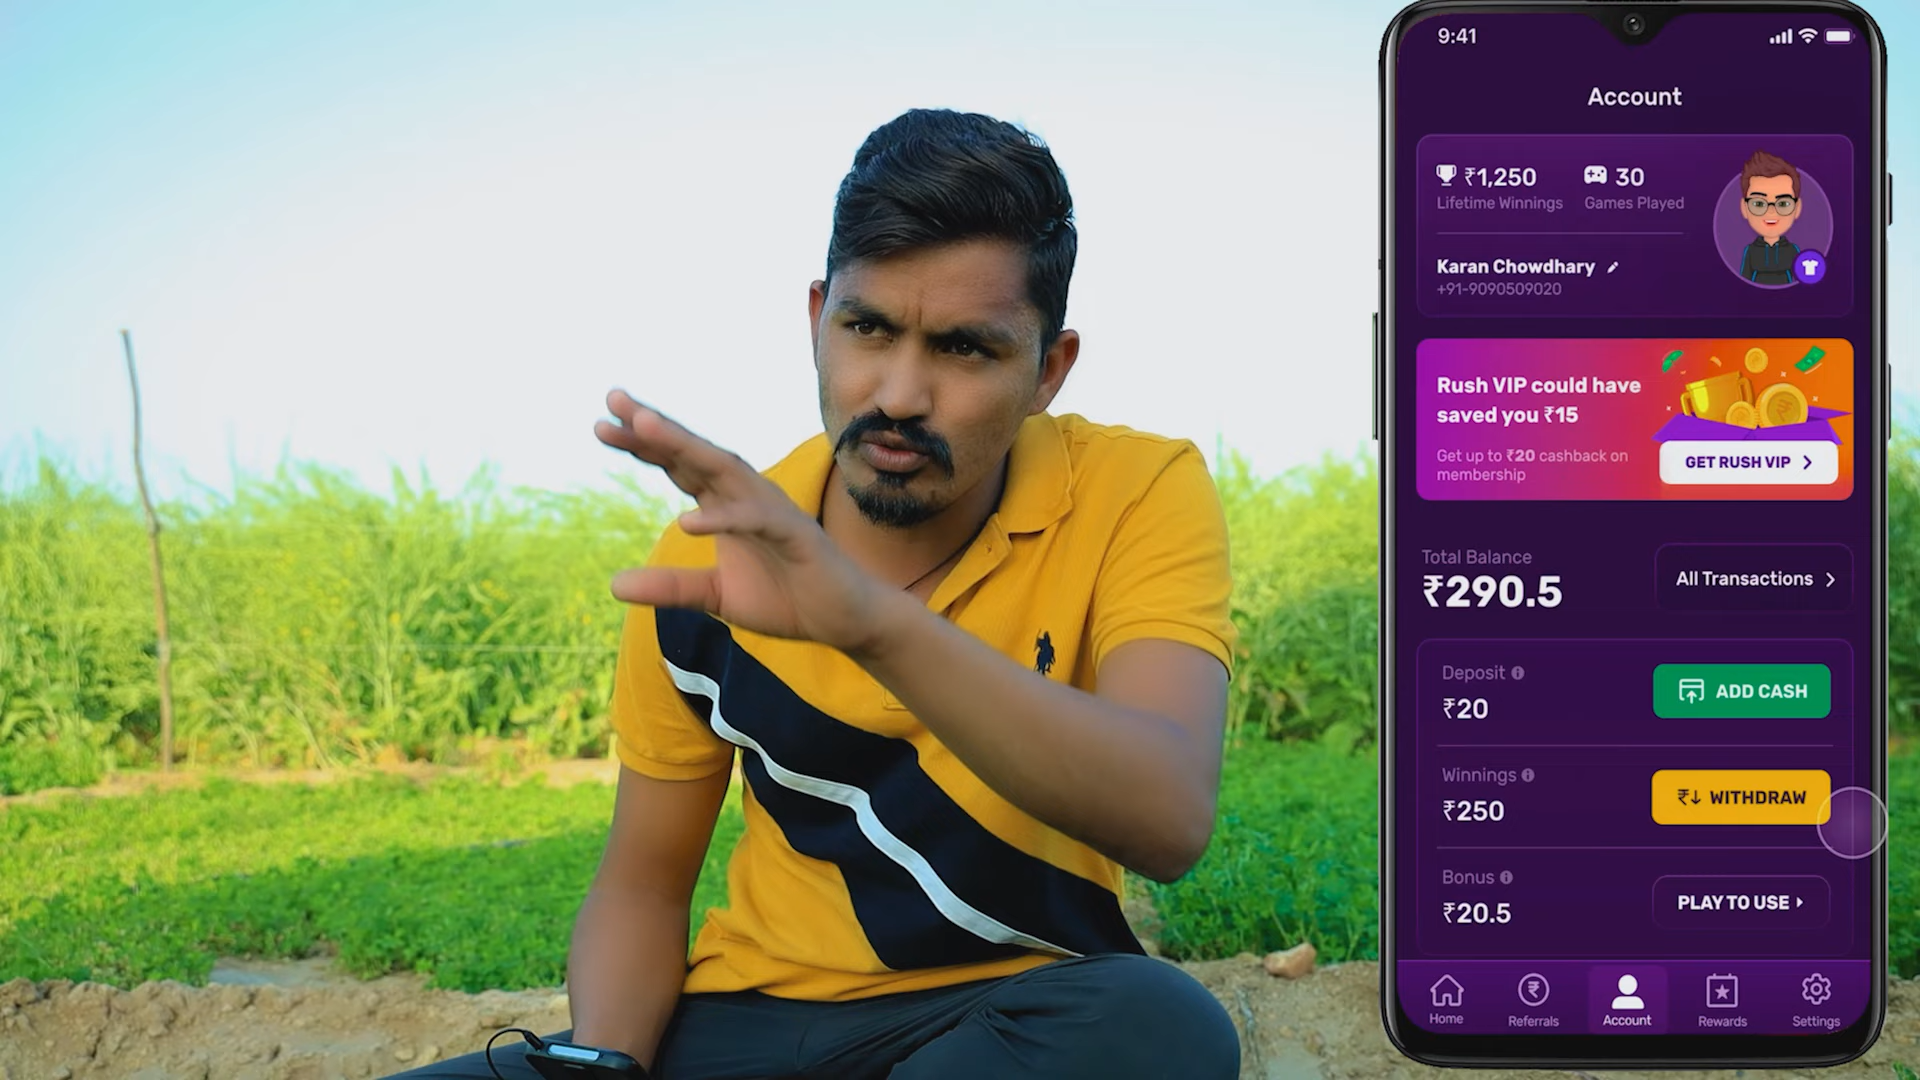 9:41
Account
₹1,250
Lifetime Winnings
30
Games Played
Karan Chowdhary
+91-9090509020
Rush VIP could have
saved you ₹15
Get up to ₹20 cashback on
membership
GET RUSH VIP
Total Balance
₹290.5
All Transactions
Deposit
₹20
ADD CASH
Winnings
₹250
₹↓ WITHDRAW
Bonus
₹20.5
PLAY TO USE
Home
Referrals
Account
Rewards
Settings